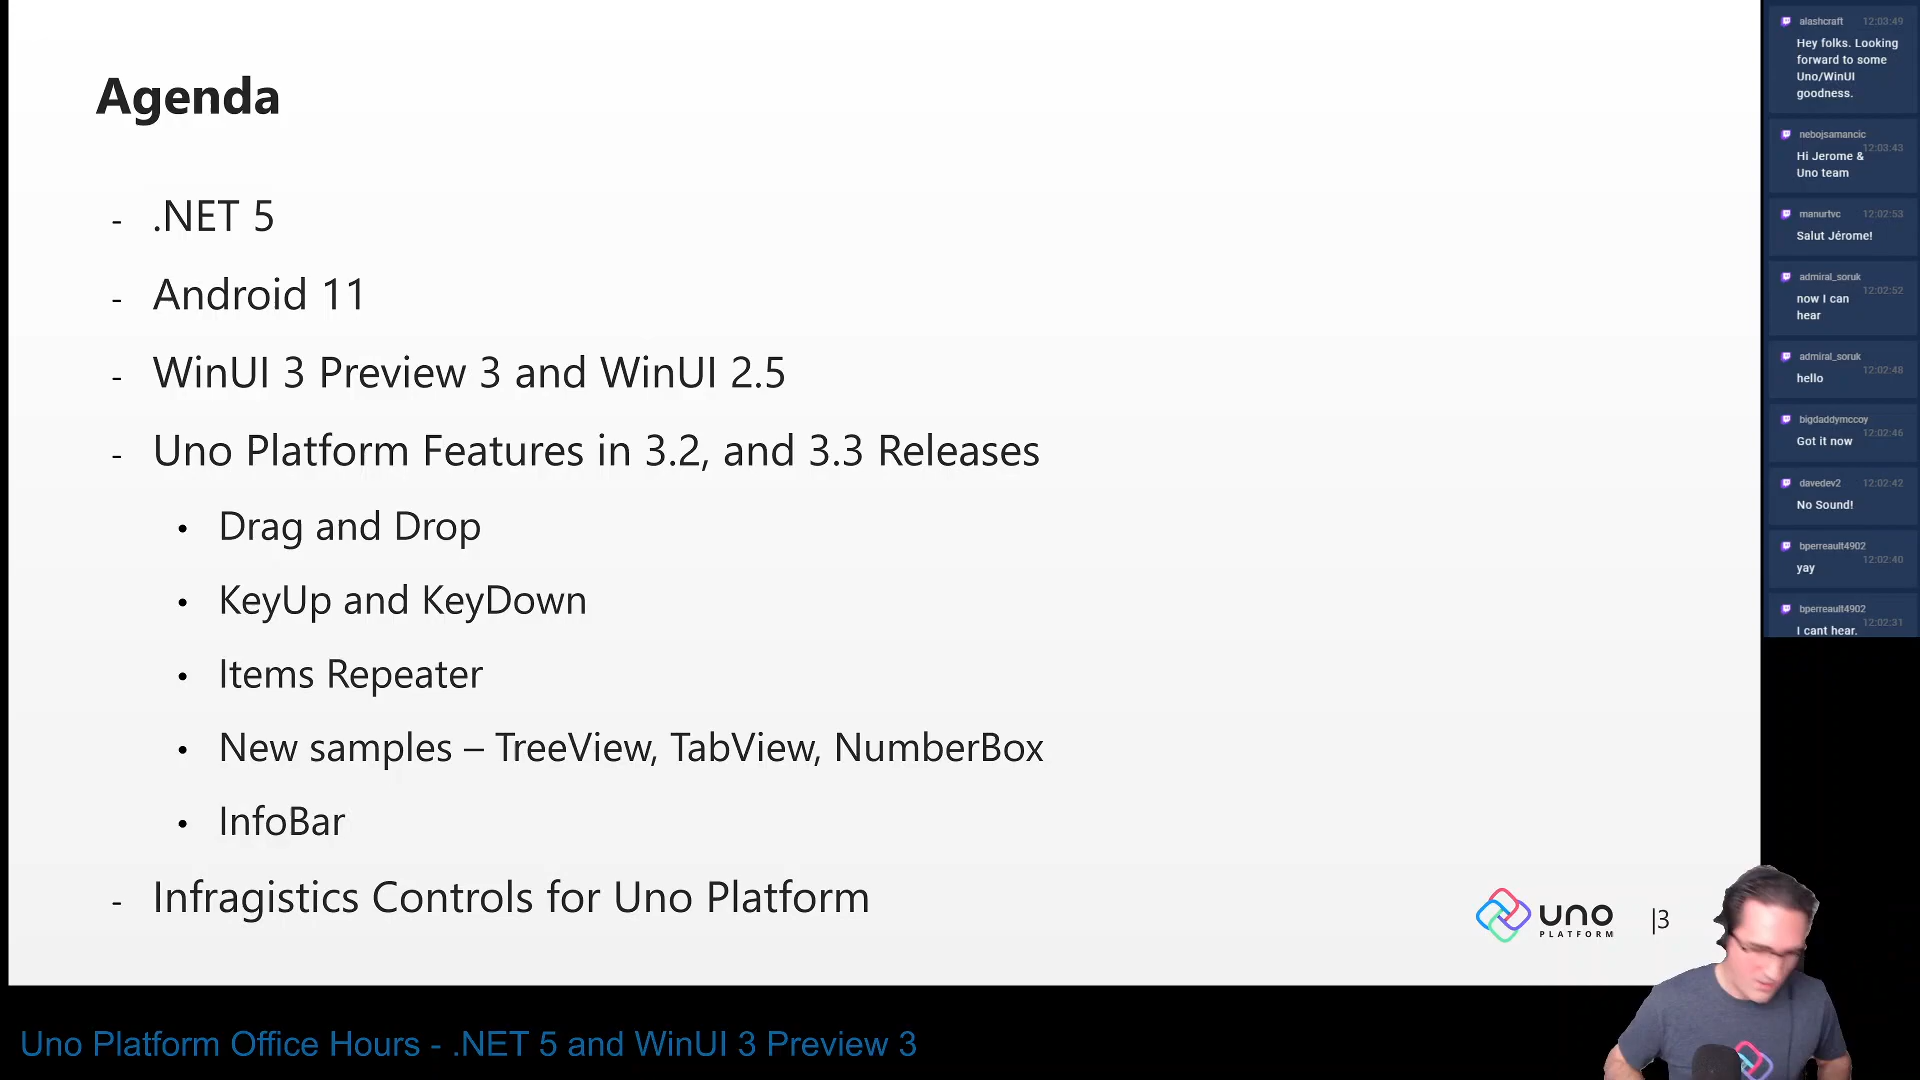 Agenda
- .NET 5
- Android 11
- WinUI 3 Preview 3 and WinUI 2.5
- Uno Platform Features in 3.2, and 3.3 Releases
• Drag and Drop
• KeyUp and KeyDown
• Items Repeater
• New samples – TreeView, TabView, NumberBox
• InfoBar
- Infragistics Controls for Uno Platform
uno
PLATFORM
|3
Uno Platform Office Hours - .NET 5 and WinUI 3 Preview 3
alashcraft 12:03:49
Hey folks. Looking
forward to some
Uno/WinUI
goodness.
nebojsamancic
12:03:43
Hi Jerome &
Uno team
manurtvc 12:02:53
Salut Jérome!
admiral_soruk
12:02:52
now I can
hear
admiral_soruk
12:02:48
hello
bigdaddymccoy
12:02:46
Got it now
davedev2 12:02:42
No Sound!
bperreault4902
12:02:40
yay
bperreault4902
12:02:31
I cant hear.